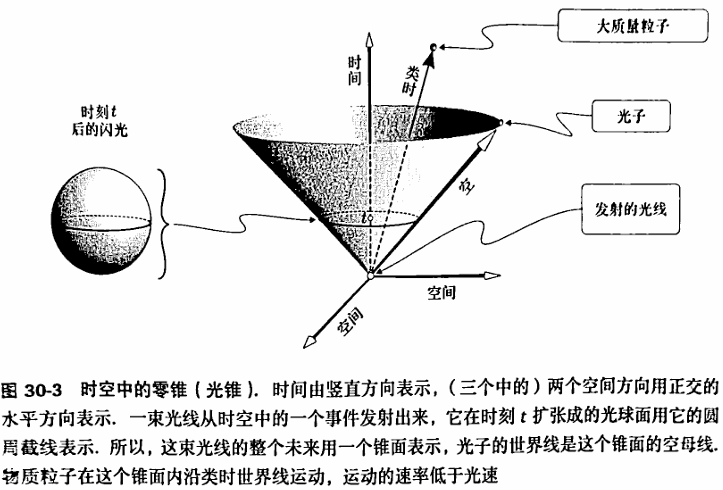 大质量粒子
时间
类时
时刻t
后的闪光
光子
空
t
发射的光线
空间
空间
图 30-3 时空中的零锥(光锥). 时间由竖直方向表示,(三个中的)两个空间方向用正交的
水平方向表示. 一束光线从时空中的一个事件发射出来,它在时刻 t 扩张成的光球面用它的圆
周截线表示. 所以,这束光线的整个未来用一个锥面表示,光子的世界线是这个锥面的空母线.
物质粒子在这个锥面内沿类时世界线运动,运动的速率低于光速